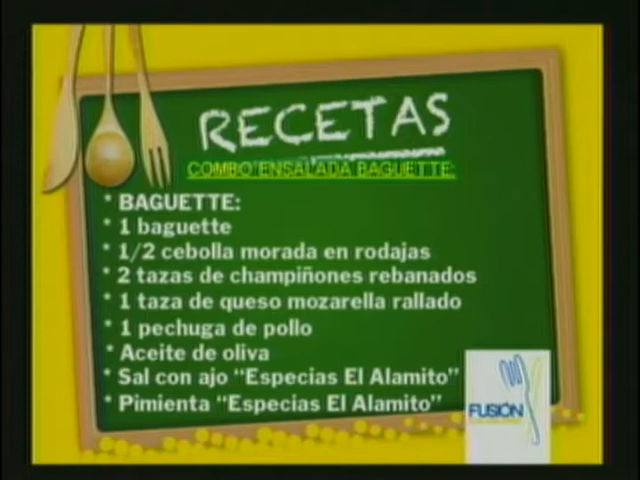 RECETAS
COMBO ENSALADA BAGUETTE
* BAGUETTE:
* 1 baguette
* 1/2 cebolla morada en rodajas
* 2 tazas de champiñones rebanados
* 1 taza de queso mozarella rallado
* 1 pechuga de pollo
* Aceite de oliva
* Sal con ajo “Especias El Alamito”
* Pimienta “Especias El Alamito”
FUSIÓN